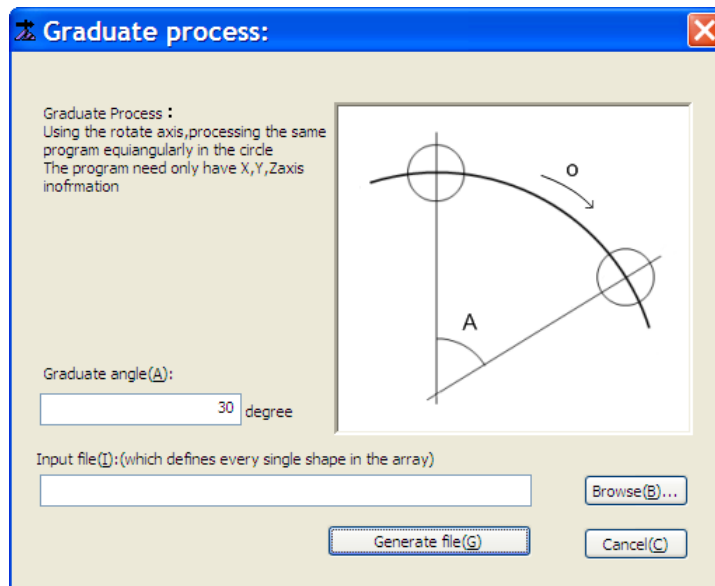 Graduate process:
Graduate Process：
Using the rotate axis,processing the same
program equiangularly in the circle
The program need only have X,Y,Zaxis
inofrmation
O
A
Graduate angle(A):
30 degree
Input file(I):(which defines every single shape in the array)
Browse(B)...
Generate file(G)
Cancel(C)